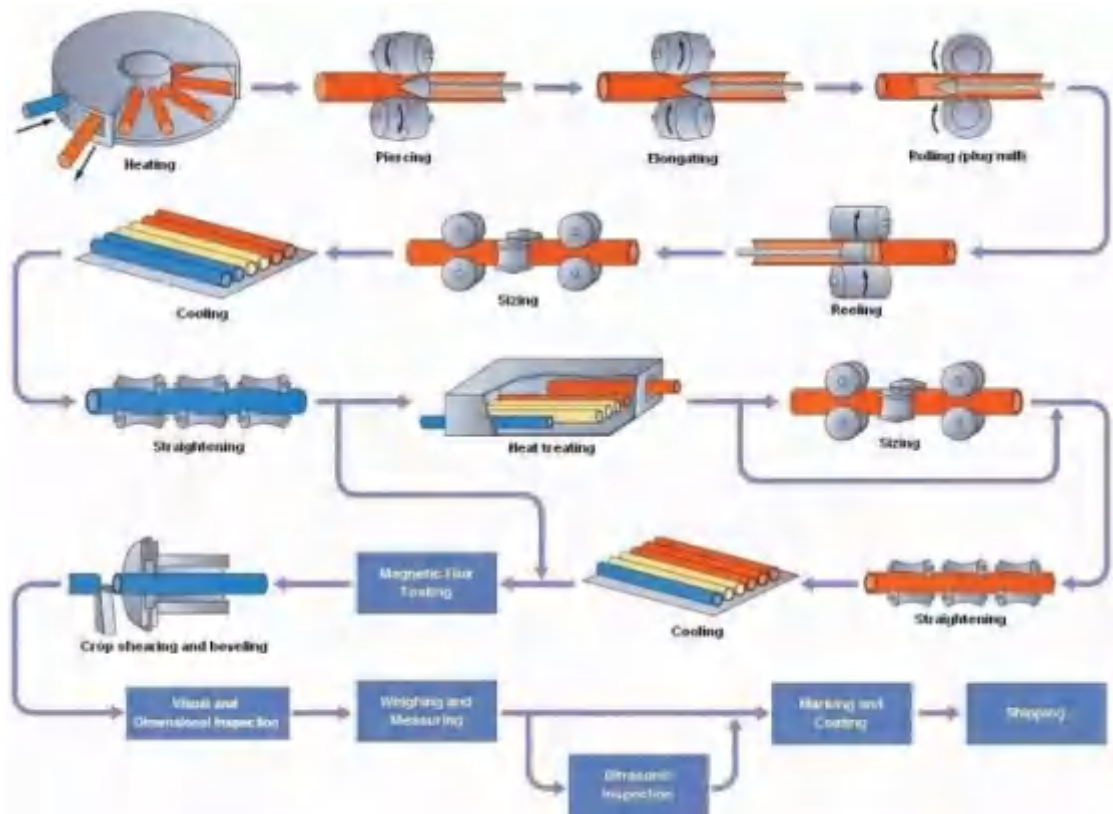 Heating
Piercing
Elongating
Rolling (plug mill)
Cooling
Sizing
Reeling
Straightening
Heat treating
Sizing
Crop shearing and beveling
Magnetic Flux
Testing
Cooling
Straightening
Visual and
Dimensional Inspection
Weighing and
Measuring
Marking and
Coating
Shipping
Ultrasonic
Inspection